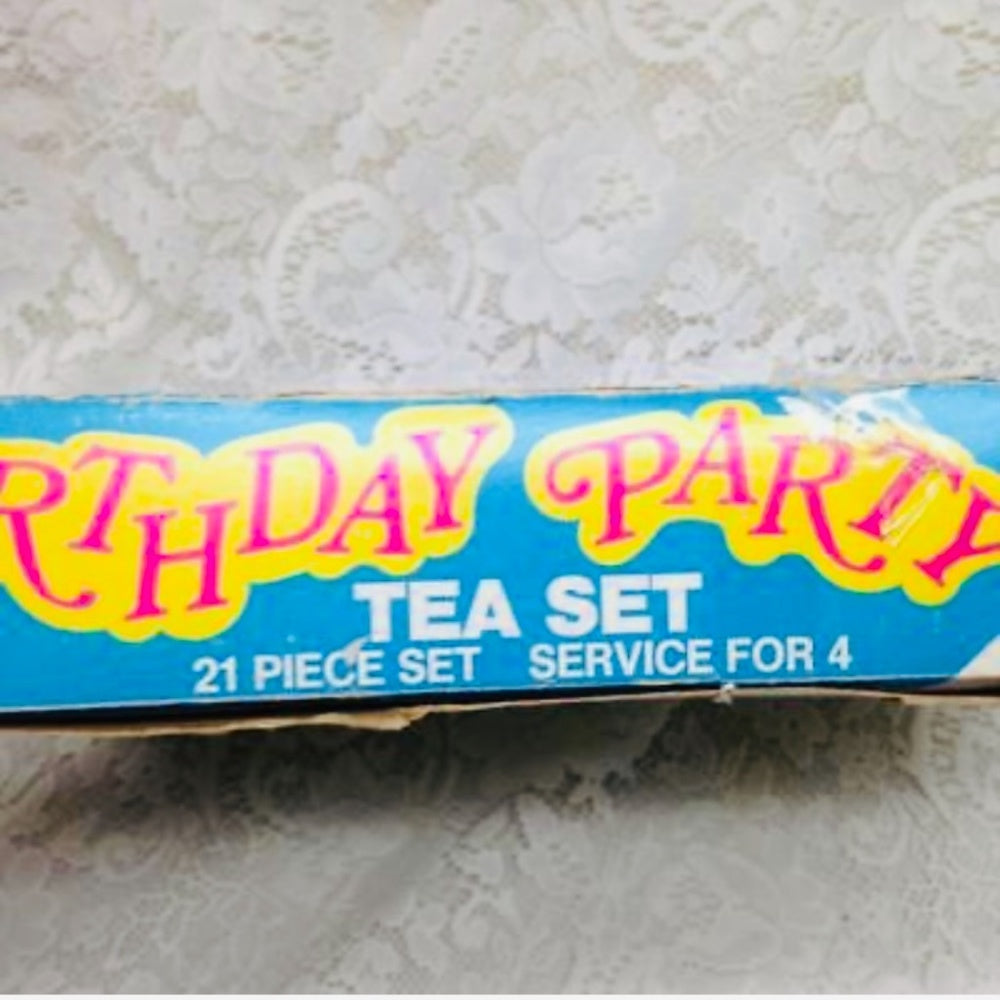 RTHDAY PARTY
TEA SET
21 PIECE SET SERVICE FOR 4